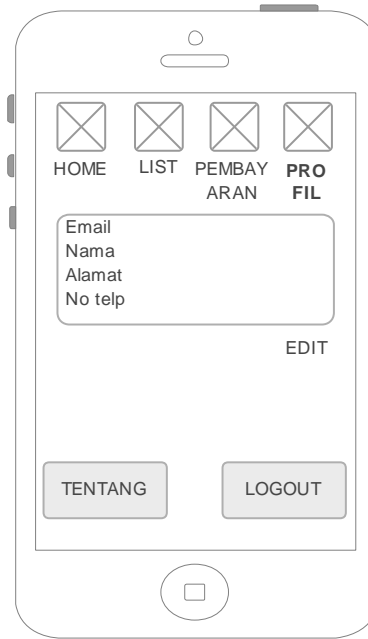 HOME LIST PEMBAY PRO
ARAN FIL
Email
Nama
Alamat
No telp
EDIT
TENTANG LOGOUT